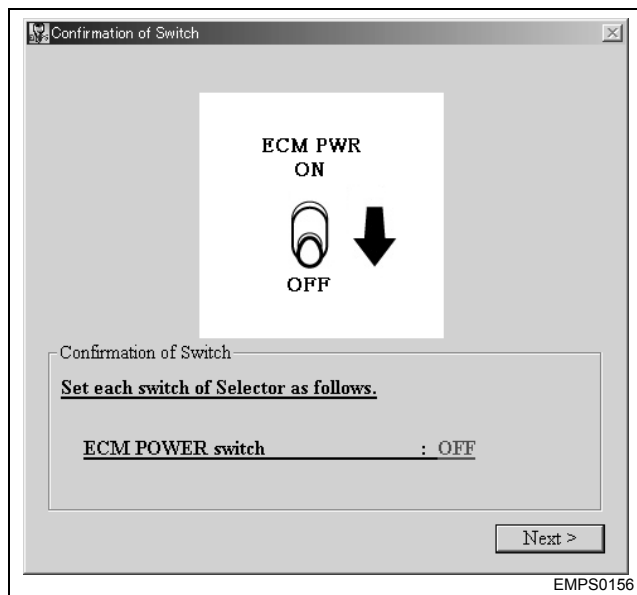 Confirmation of Switch
ECM PWR
ON
OFF
Confirmation of Switch
Set each switch of Selector as follows.
ECM POWER switch : OFF
Next >
EMPS0156